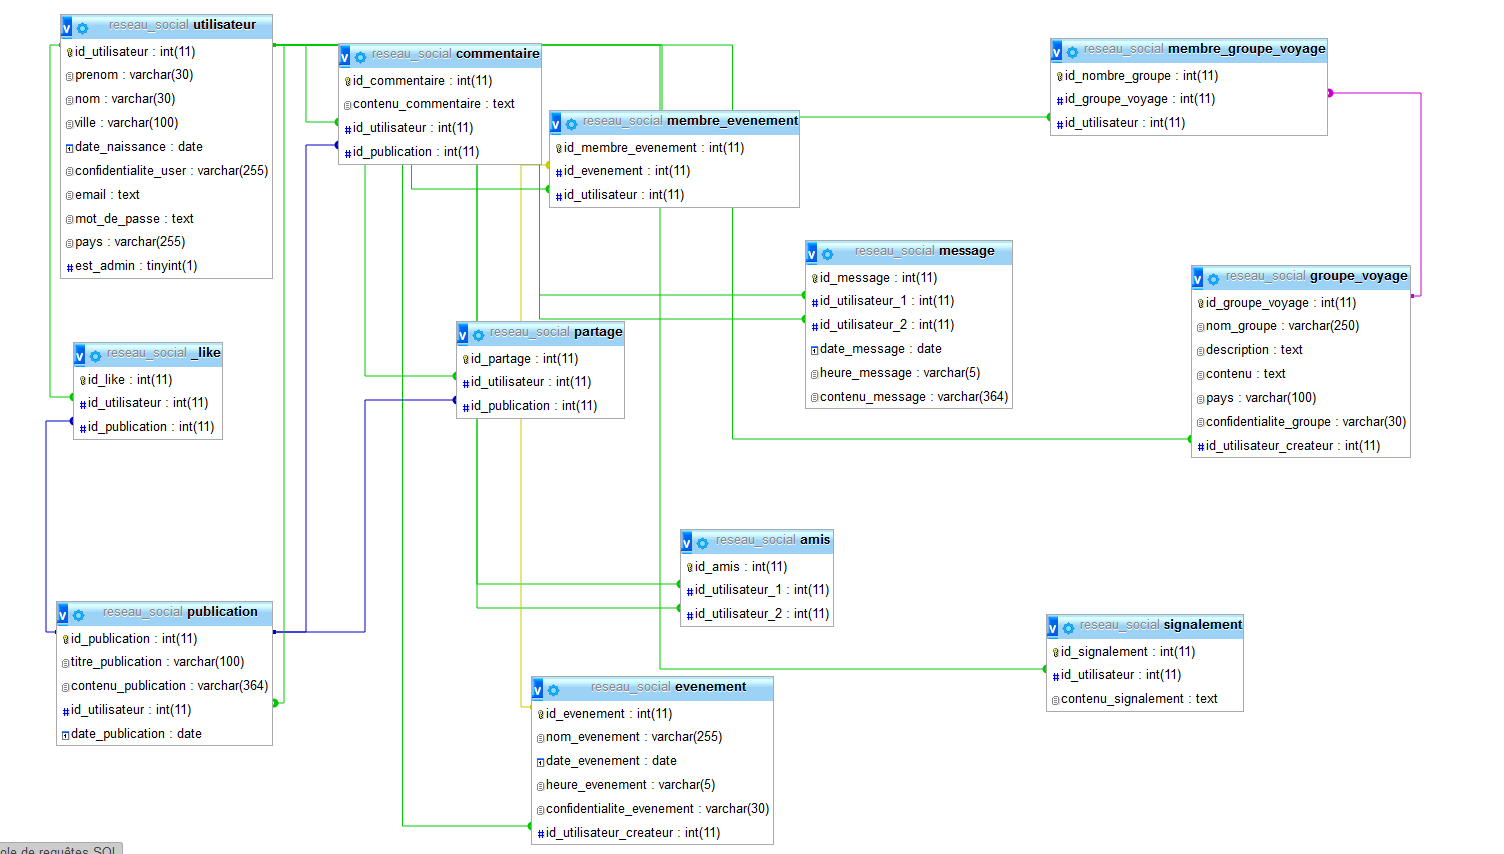 reseau_social utilisateur
id_utilisateur : int(11)
prenom : varchar(30)
nom : varchar(30)
ville : varchar(100)
date_naissance : date
confidentialite_user : varchar(255)
email : text
mot_de_passe : text
pays : varchar(255)
est_admin : tinyint(1)
reseau_social commentaire
id_commentaire : int(11)
contenu_commentaire : text
id_utilisateur : int(11)
id_publication : int(11)
reseau_social membre_evenement
id_membre_evenement : int(11)
id_evenement : int(11)
id_utilisateur : int(11)
reseau_social membre_groupe_voyage
id_nombre_groupe : int(11)
id_groupe_voyage : int(11)
id_utilisateur : int(11)
reseau_social message
id_message : int(11)
id_utilisateur_1 : int(11)
id_utilisateur_2 : int(11)
date_message : date
heure_message : varchar(5)
contenu_message : varchar(364)
reseau_social groupe_voyage
id_groupe_voyage : int(11)
nom_groupe : varchar(250)
description : text
contenu : text
pays : varchar(100)
confidentialite_groupe : varchar(30)
id_utilisateur_createur : int(11)
reseau_social partage
id_partage : int(11)
id_utilisateur : int(11)
id_publication : int(11)
reseau_social _like
id_like : int(11)
id_utilisateur : int(11)
id_publication : int(11)
reseau_social amis
id_amis : int(11)
id_utilisateur_1 : int(11)
id_utilisateur_2 : int(11)
reseau_social publication
id_publication : int(11)
titre_publication : varchar(100)
contenu_publication : varchar(364)
id_utilisateur : int(11)
date_publication : date
reseau_social signalement
id_signalement : int(11)
id_utilisateur : int(11)
contenu_signalement : text
reseau_social evenement
id_evenement : int(11)
nom_evenement : varchar(255)
date_evenement : date
heure_evenement : varchar(5)
confidentialite_evenement : varchar(30)
id_utilisateur_createur : int(11)
ole de requêtes SQL